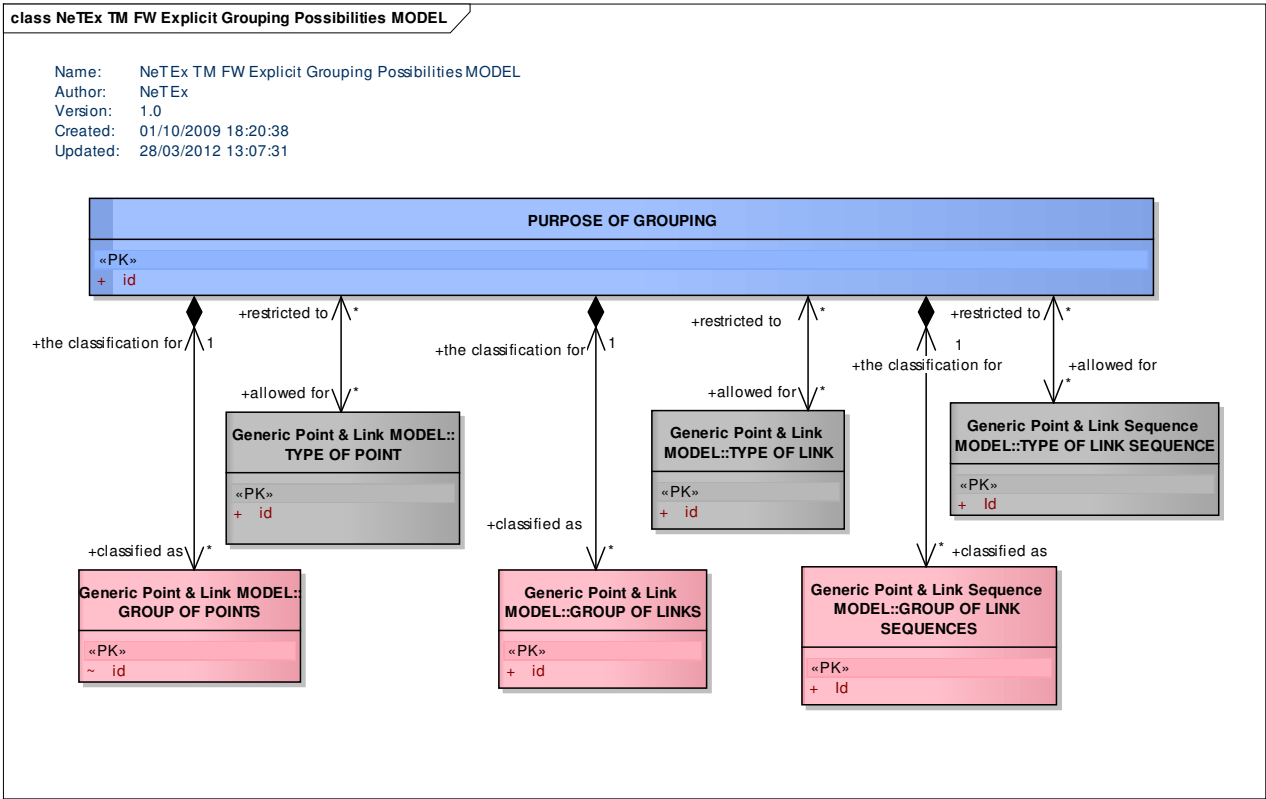 class NeTEx TM FW Explicit Grouping Possibilities MODEL
Name: NeTEx TM FW Explicit Grouping Possibilities MODEL
Author: NeTEx
Version: 1.0
Created: 01/10/2009 18:20:38
Updated: 28/03/2012 13:07:31
PURPOSE OF GROUPING
«PK»
+ id
+restricted to *
+restricted to *
+restricted to *
+the classification for 1
+the classification for 1
1
+the classification for
+allowed for *
+allowed for *
+allowed for
*
Generic Point & Link MODEL::
TYPE OF POINT
«PK»
+ id
Generic Point & Link
MODEL::TYPE OF LINK
«PK»
+ id
Generic Point & Link Sequence
MODEL::TYPE OF LINK SEQUENCE
«PK»
+ Id
+classified as *
+classified as
*
* +classified as
Generic Point & Link MODEL::
GROUP OF POINTS
«PK»
~ id
Generic Point & Link
MODEL::GROUP OF LINKS
«PK»
+ id
Generic Point & Link Sequence
MODEL::GROUP OF LINK
SEQUENCES
«PK»
+ Id